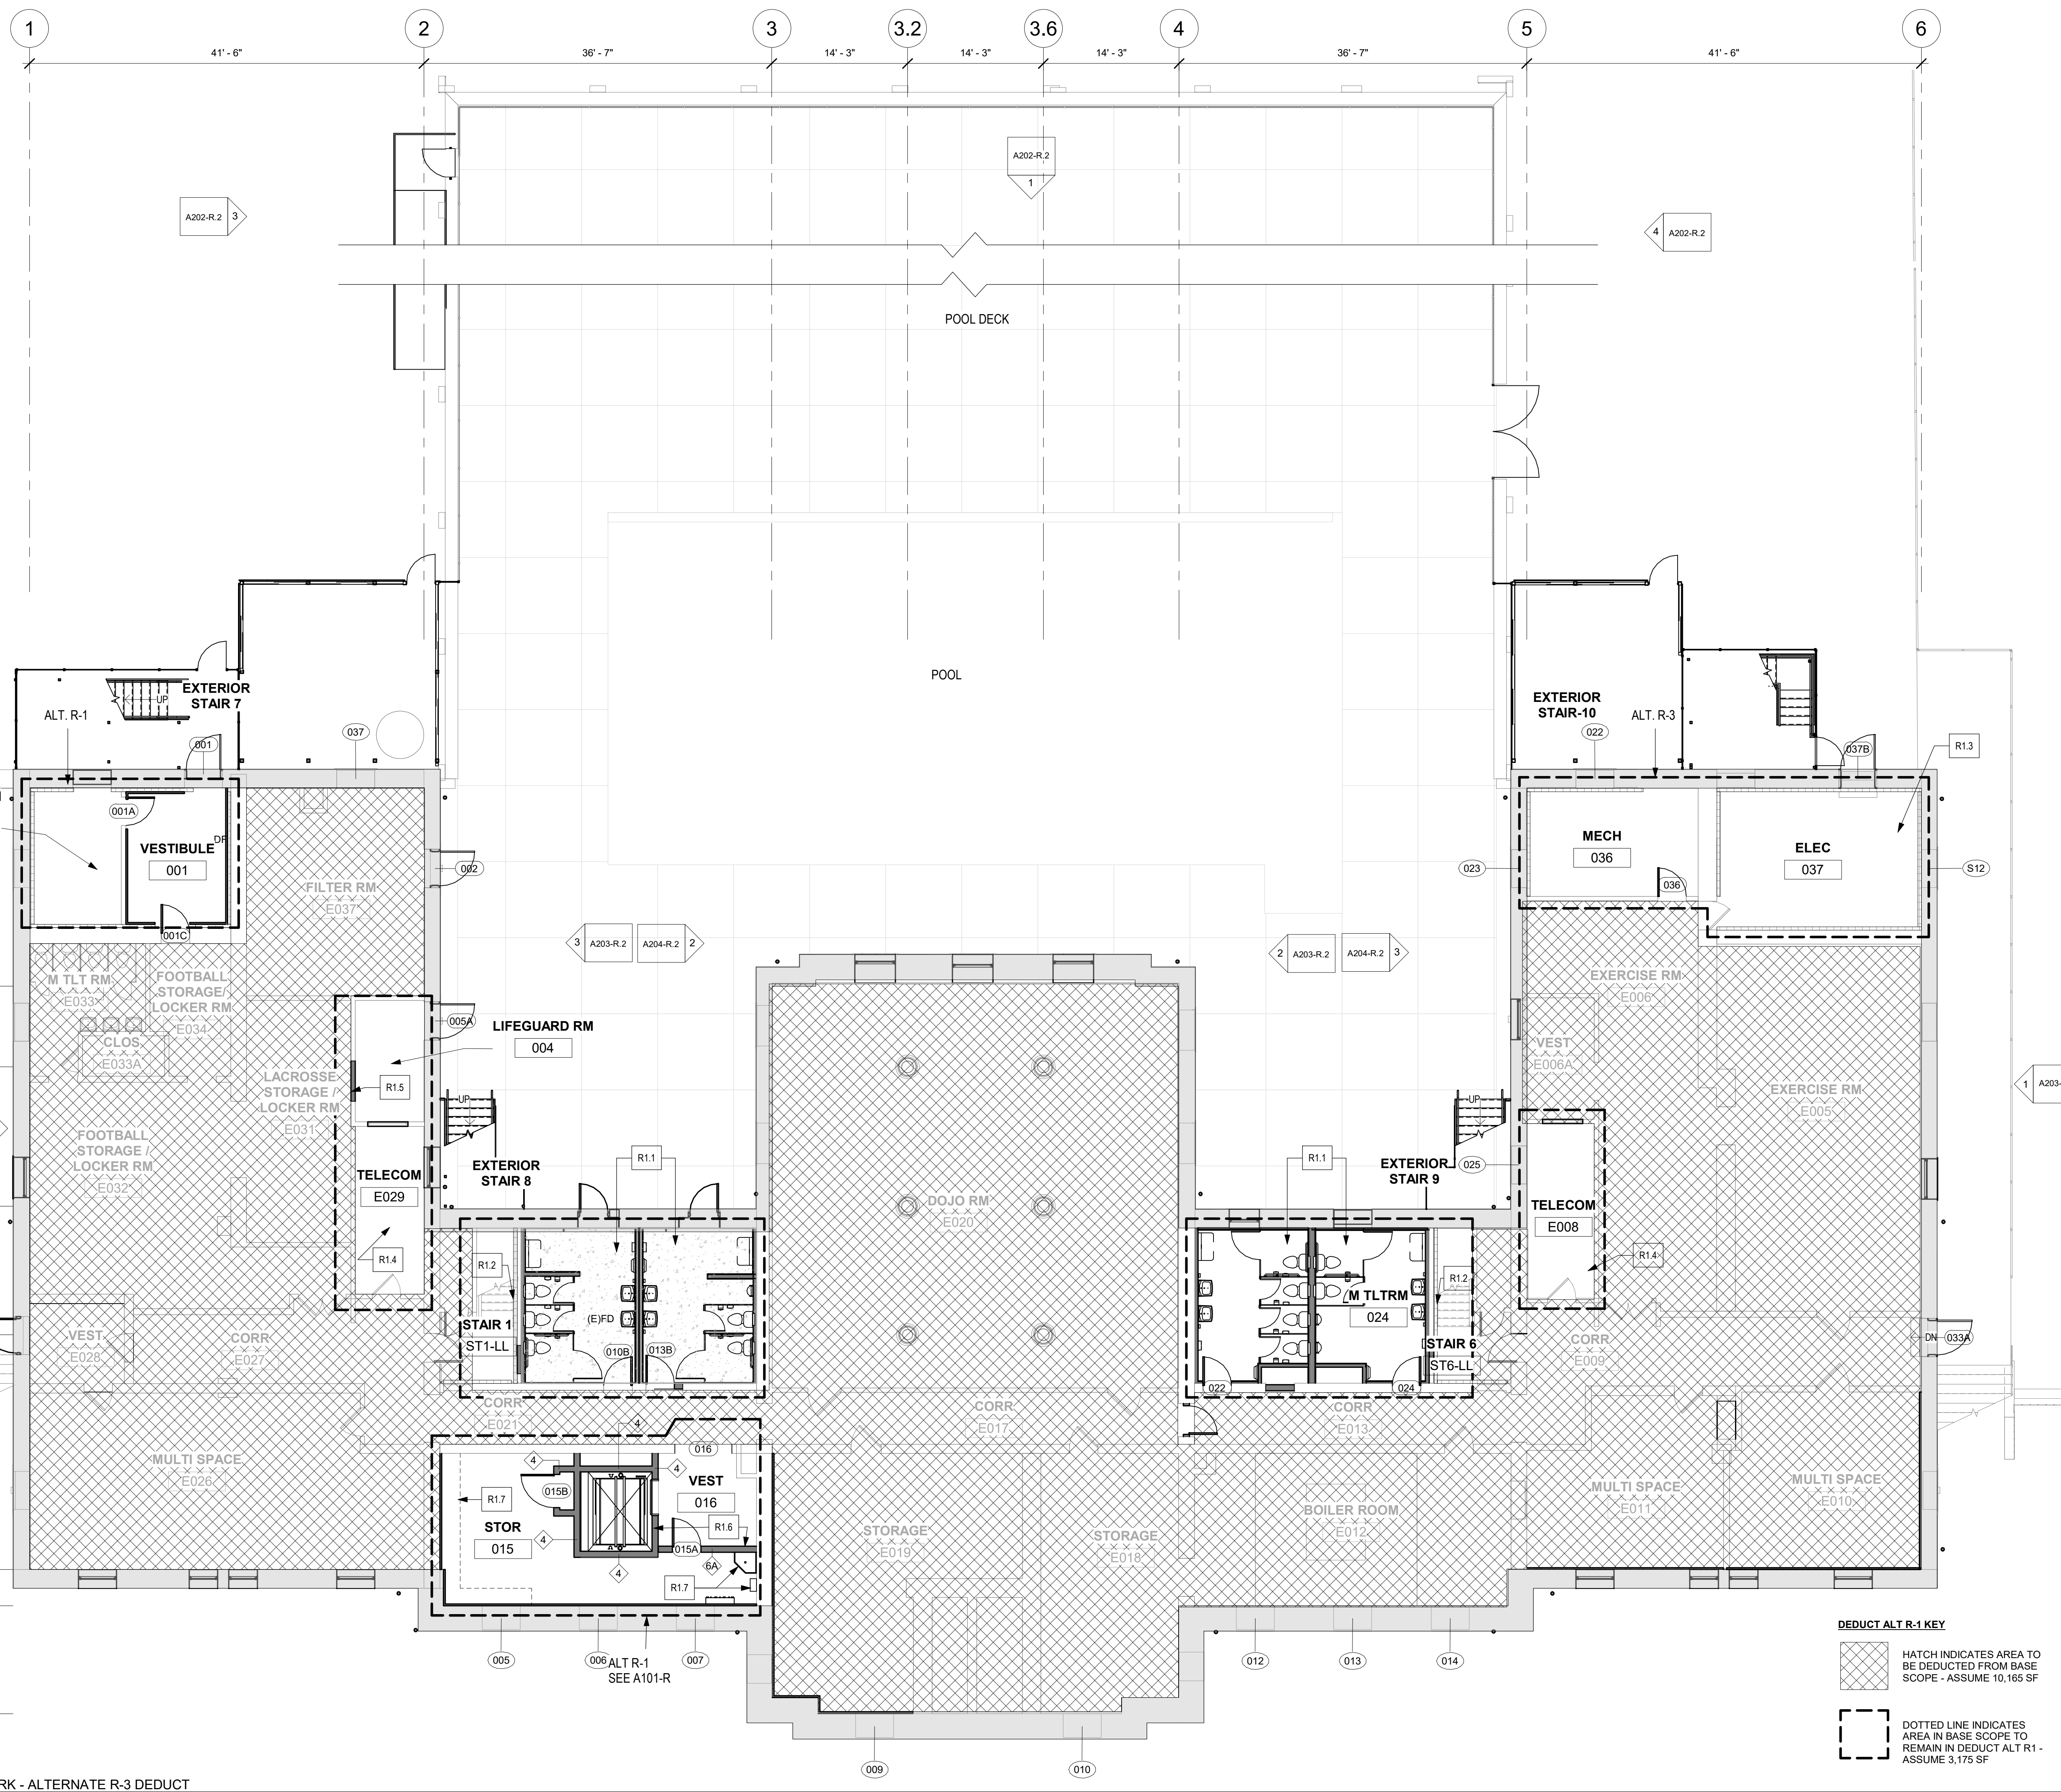 1
2
3
3.2
3.6
4
5
6
41' - 6"
36' - 7"
14' - 3"
14' - 3"
14' - 3"
36' - 7"
41' - 6"
A202-R.2
1
A202-R.2
3
4
A202-R.2
POOL DECK
POOL
EXTERIOR
STAIR 7
UP
ALT. R-1
001
037
EXTERIOR
STAIR-10
ALT. R-3
022
037B
R1.3
001A
VESTIBULE
DF
001
001C
FILTER RM
E037
002
MECH
036
036
023
ELEC
037
S12
3
A203-R.2
A204-R.2
2
2
A203-R.2
A204-R.2
3
M TLT RM
E033
FOOTBALL
STORAGE/
LOCKER RM
E034
CLOS.
E033A
005A
LIFEGUARD RM
004
R1.5
LACROSSE
STORAGE /
LOCKER RM
E031
FOOTBALL
STORAGE /
LOCKER RM
E032
TELECOM
E029
R1.4
UP
EXTERIOR
STAIR 8
R1.1
DOJO RM
E020
R1.1
UP
EXTERIOR
STAIR 9
025
EXERCISE RM
E006
VEST
E006A
EXERCISE RM
E005
1
A203-
TELECOM
E008
R1.4
R1.2
STAIR 1
ST1-LL
(E)FD
010B
013B
M TLTRM
024
R1.2
STAIR 6
ST6-LL
022
024
VEST.
E028
CORR
E027
CORR
E009
DN
033A
CORR
E021
CORR
E017
CORR
E013
MULTI SPACE
E026
4
4
4
016
VEST
016
015B
R1.7
STOR
015
4
R1.6
015A
6A
4
R1.7
STORAGE
E019
STORAGE
E018
BOILER ROOM
E012
MULTI SPACE
E011
MULTI SPACE
E010
005
006
007
ALT R-1
SEE A101-R
012
013
014
009
010
DEDUCT ALT R-1 KEY
HATCH INDICATES AREA TO
BE DEDUCTED FROM BASE
SCOPE - ASSUME 10,165 SF
DOTTED LINE INDICATES
AREA IN BASE SCOPE TO
REMAIN IN DEDUCT ALT R1 -
ASSUME 3,175 SF
RK - ALTERNATE R-3 DEDUCT